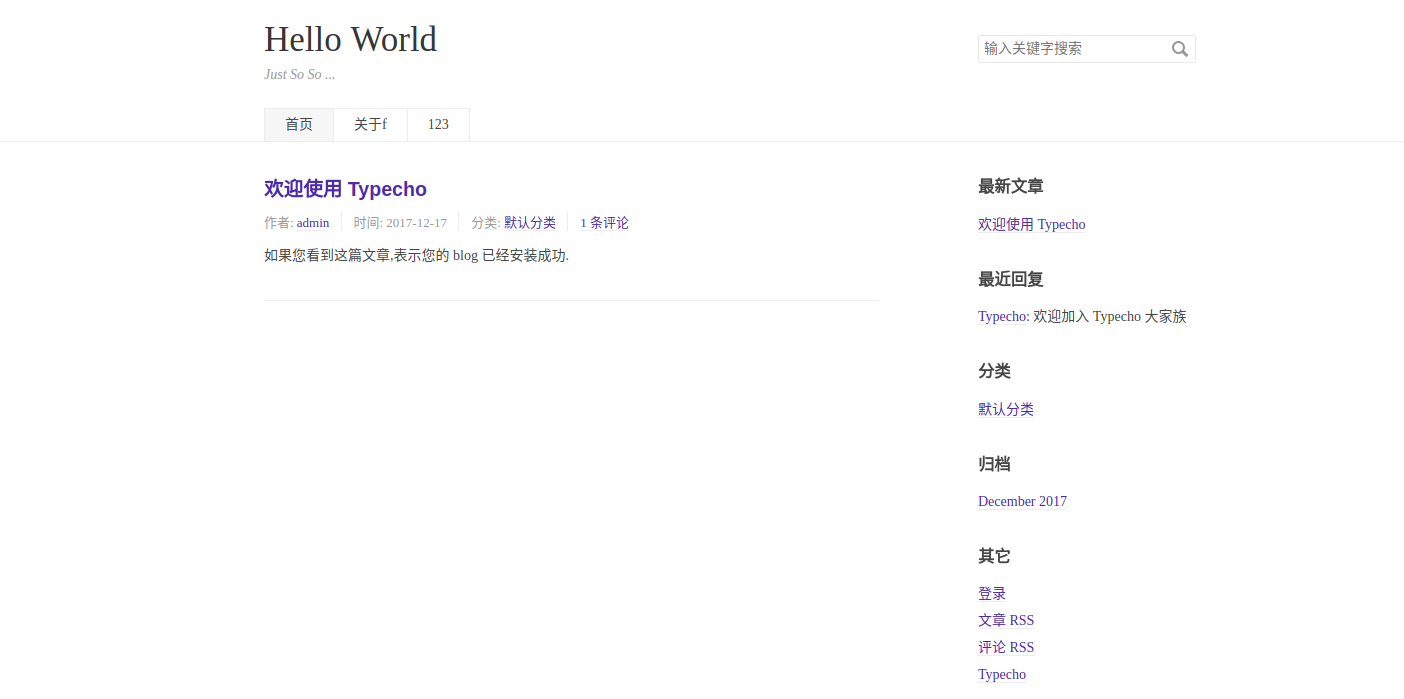 Hello World
Just So So ...
输入关键字搜索
首页 关于f 123
欢迎使用 Typecho
作者: admin 时间: 2017-12-17 分类: 默认分类 1 条评论
如果您看到这篇文章,表示您的 blog 已经安装成功.
最新文章
欢迎使用 Typecho
最近回复
Typecho: 欢迎加入 Typecho 大家族
分类
默认分类
归档
December 2017
其它
登录
文章 RSS
评论 RSS
Typecho